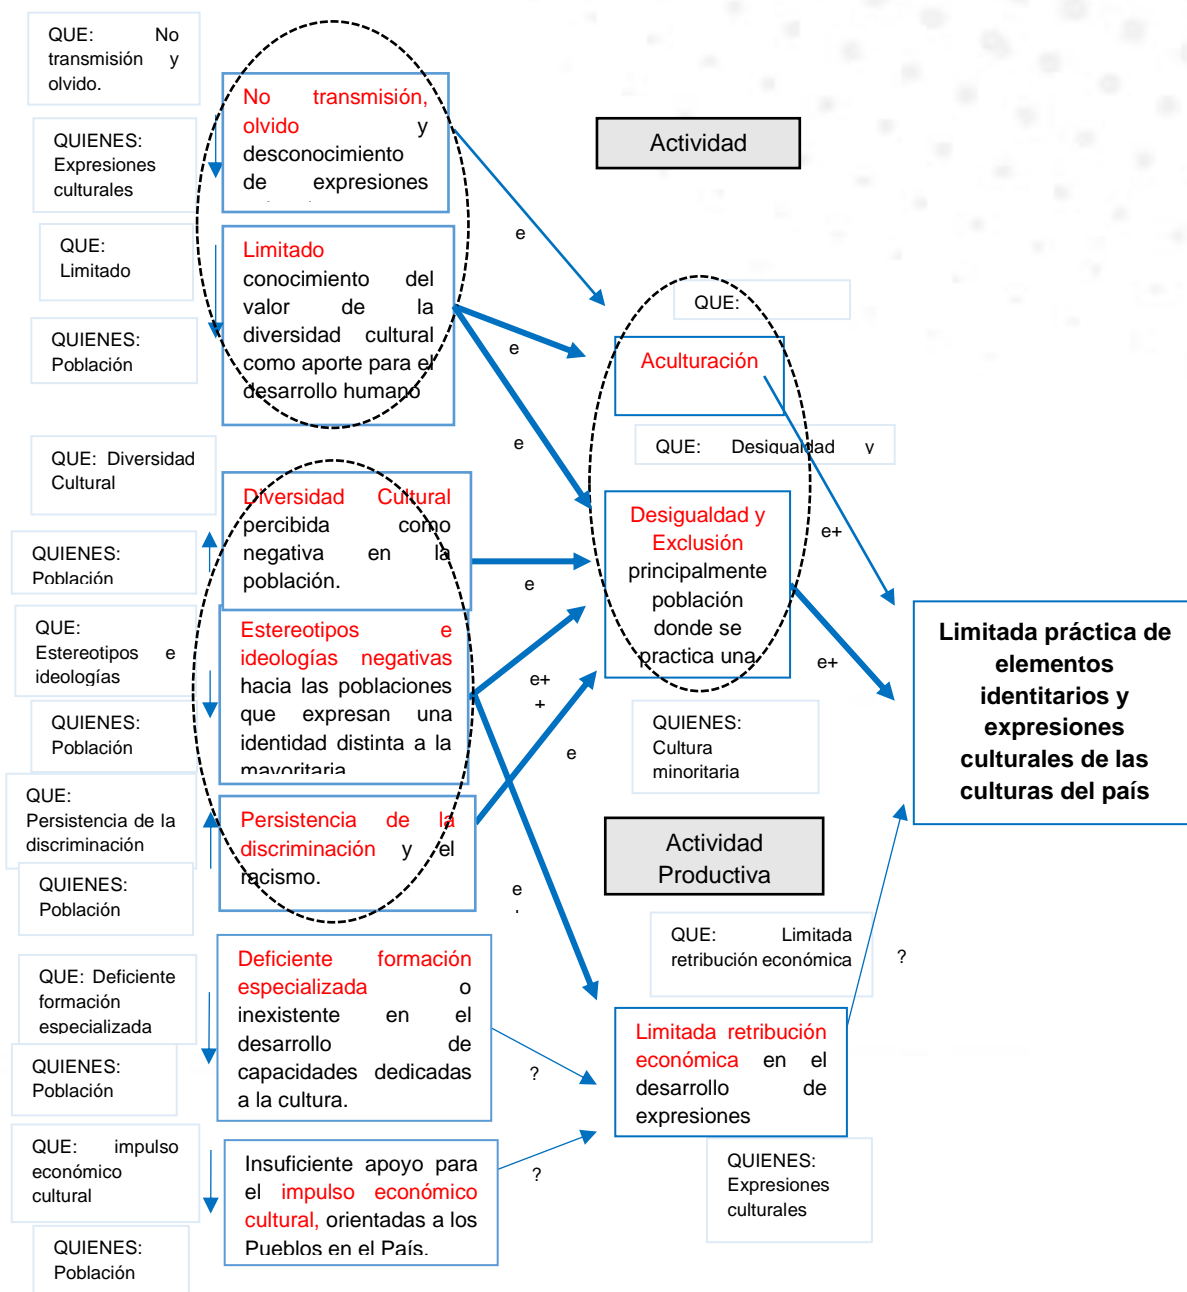 QUE: No
transmisión y
olvido.
QUIENES:
Expresiones
culturales
No transmisión,
olvido y
desconocimiento
de expresiones
QUE:
Limitado
QUIENES:
Población
Limitado
conocimiento del
valor de la
diversidad cultural
como aporte para el
desarrollo humano
QUE: Diversidad
Cultural
QUIENES:
Población
Diversidad Cultural
percibida como
negativa en la
población.
QUE:
Estereotipos e
ideologías
QUIENES:
Población
Estereotipos e
ideologías negativas
hacia las poblaciones
que expresan una
identidad distinta a la
mayoritaria
QUE:
Persistencia de la
discriminación
QUIENES:
Población
Persistencia de la
discriminación y el
racismo.
QUE: Deficiente
formación
especializada
QUIENES:
Población
Deficiente formación
especializada o
inexistente en el
desarrollo de
capacidades dedicadas
a la cultura.
QUE: impulso
económico
cultural
QUIENES:
Población
Insuficiente apoyo para
el impulso económico
cultural, orientadas a los
Pueblos en el País.
e
e
e
e
e+
+
e
e
?
?
Actividad
QUE:
Aculturación
QUE: Desigualdad y
Desigualdad y
Exclusión
principalmente
población
donde se
practica una
QUIENES:
Cultura
minoritaria
Actividad
Productiva
QUE: Limitada
retribución económica
Limitada retribución
económica en el
desarrollo de
expresiones
QUIENES:
Expresiones
culturales
e+
e+
?
Limitada práctica de
elementos
identitarios y
expresiones
culturales de las
culturas del país